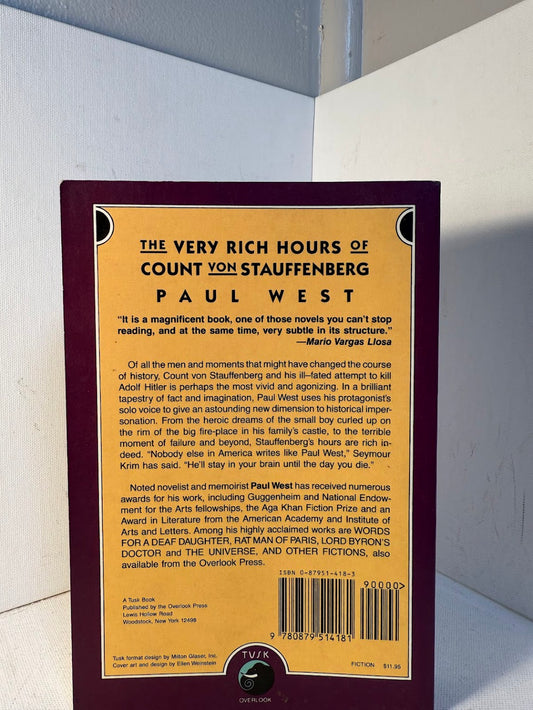 THE VERY RICH HOURS OF
COUNT VON STAUFFENBERG
PAUL WEST
"It is a magnificent book, one of those novels you can't stop
reading, and at the same time, very subtle in its structure."
—Mario Vargas Llosa
Of all the men and moments that might have changed the course
of history, Count von Stauffenberg and his ill-fated attempt to kill
Adolf Hitler is perhaps the most vivid and agonizing. In a brilliant
tapestry of fact and imagination, Paul West uses his protagonist's
solo voice to give an astounding new dimension to historical imper-
sonation. From the heroic dreams of the small boy curled up on
the rim of the big fire-place in his family's castle, to the terrible
moment of failure and beyond, Stauffenberg's hours are rich in-
deed. "Nobody else in America writes like Paul West," Seymour
Krim has said. "He'll stay in your brain until the day you die."
Noted novelist and memoirist Paul West has received numerous
awards for his work, including Guggenheim and National Endow-
ment for the Arts fellowships, the Aga Khan Fiction Prize and an
Award in Literature from the American Academy and Institute of
Arts and Letters. Among his highly acclaimed works are WORDS
FOR A DEAF DAUGHTER, RAT MAN OF PARIS, LORD BYRON'S
DOCTOR and THE UNIVERSE, AND OTHER FICTIONS, also
available from the Overlook Press.
ISBN 0-87951-418-3
90000>
A Tusk Book
Published by the Overlook Press
Lewis Hollow Road
Woodstock, New York 12498
9 780879 514181
Tusk format design by Milton Glaser, Inc.
Cover art and design by Ellen Weinstein
TUSK
OVERLOOK
FICTION $11.95